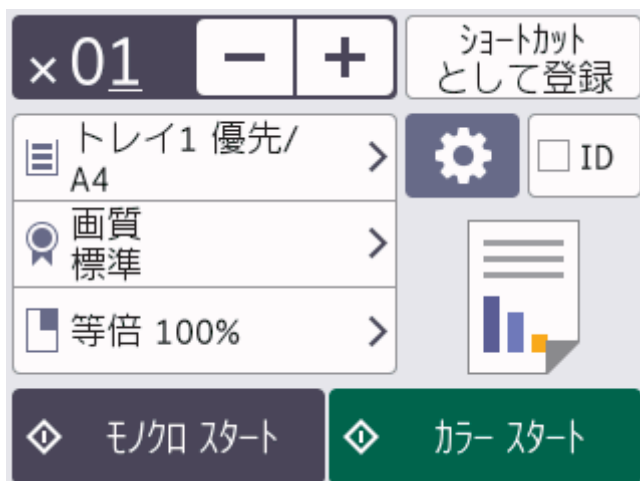 ×01 − +
ショートカット
として登録
トレイ1 優先/
A4
ID
画質
標準
等倍 100%
モノクロ スタート
カラー スタート